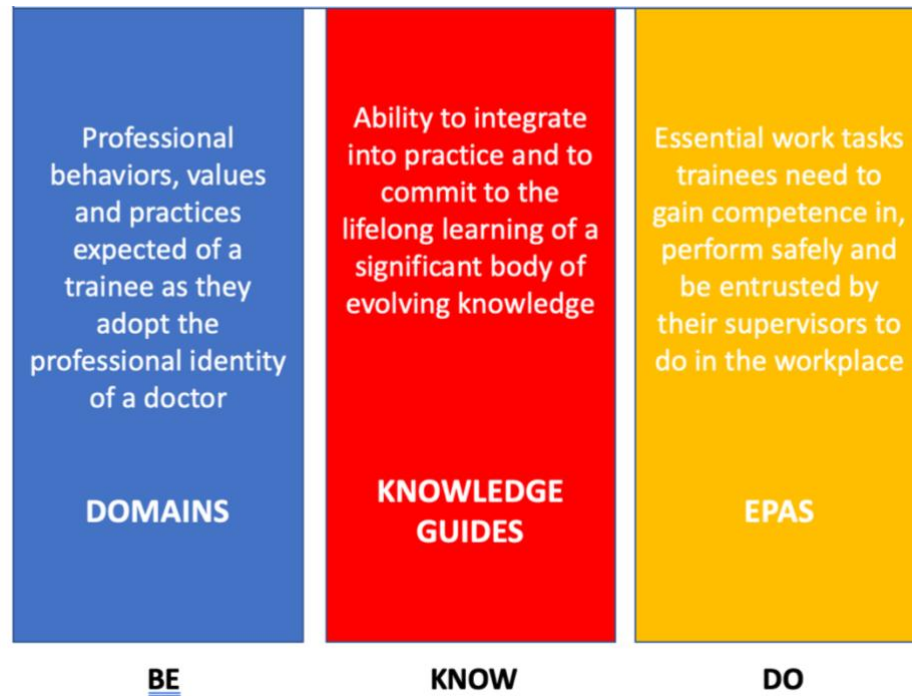 Professional
behaviors, values
and practices
expected of a
trainee as they
adopt the
professional identity
of a doctor
DOMAINS
BE
Ability to integrate
into practice and to
commit to the
lifelong learning of a
significant body of
evolving knowledge
KNOWLEDGE
GUIDES
KNOW
Essential work tasks
trainees need to
gain competence in,
perform safely and
be entrusted by
their supervisors to
do in the workplace
EPAS
DO